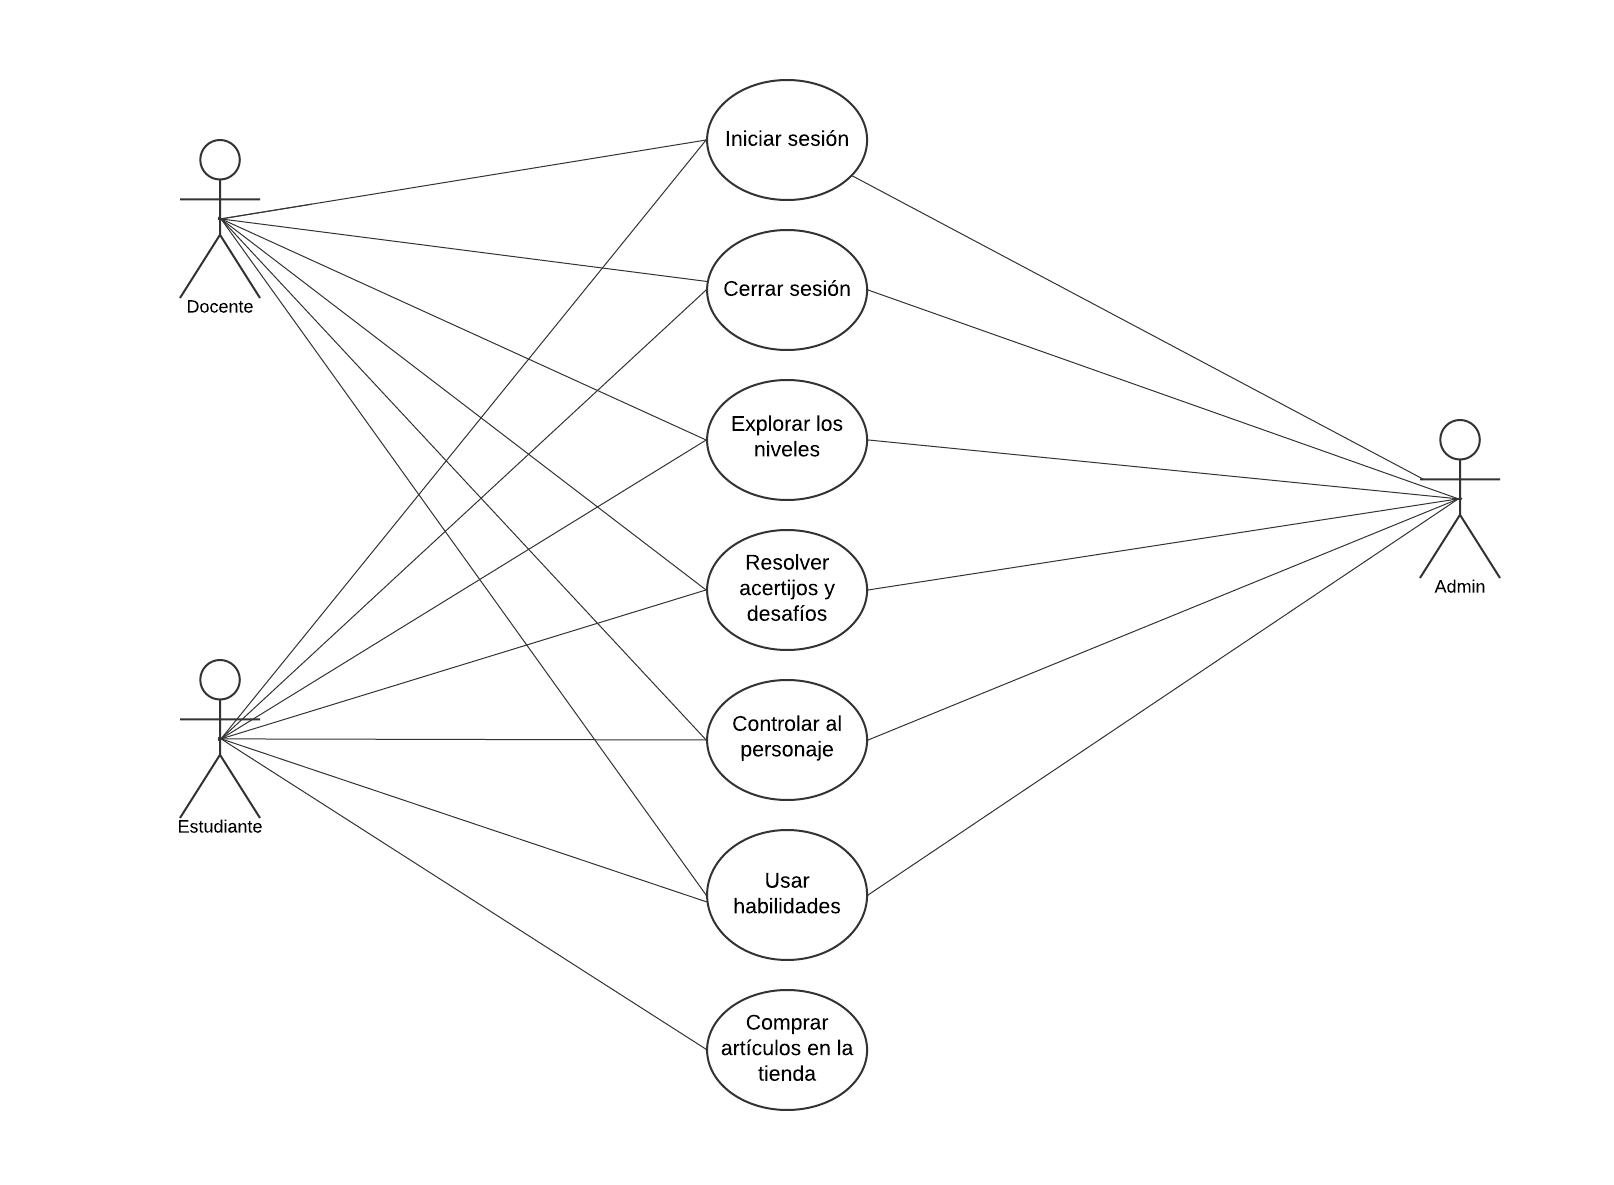 Iniciar sesión
Docente
Cerrar sesión
Explorar los
niveles
Resolver
acertijos y
desafíos
Admin
Controlar al
personaje
Estudiante
Usar
habilidades
Comprar
artículos en la
tienda